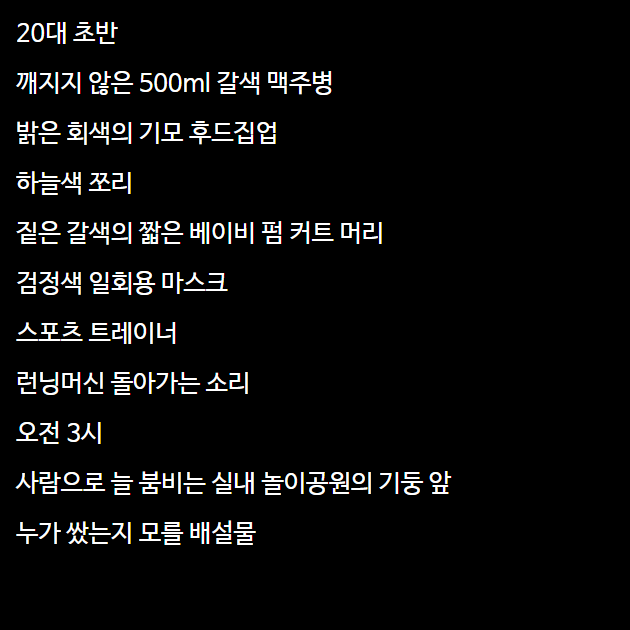 20대 초반
깨지지 않은 500ml 갈색 맥주병
밝은 회색의 기모 후드집업
하늘색 쪼리
짙은 갈색의 짧은 베이비 펌 커트 머리
검정색 일회용 마스크
스포츠 트레이너
런닝머신 돌아가는 소리
오전 3시
사람으로 늘 붐비는 실내 놀이공원의 기둥 앞
누가 쌌는지 모를 배설물